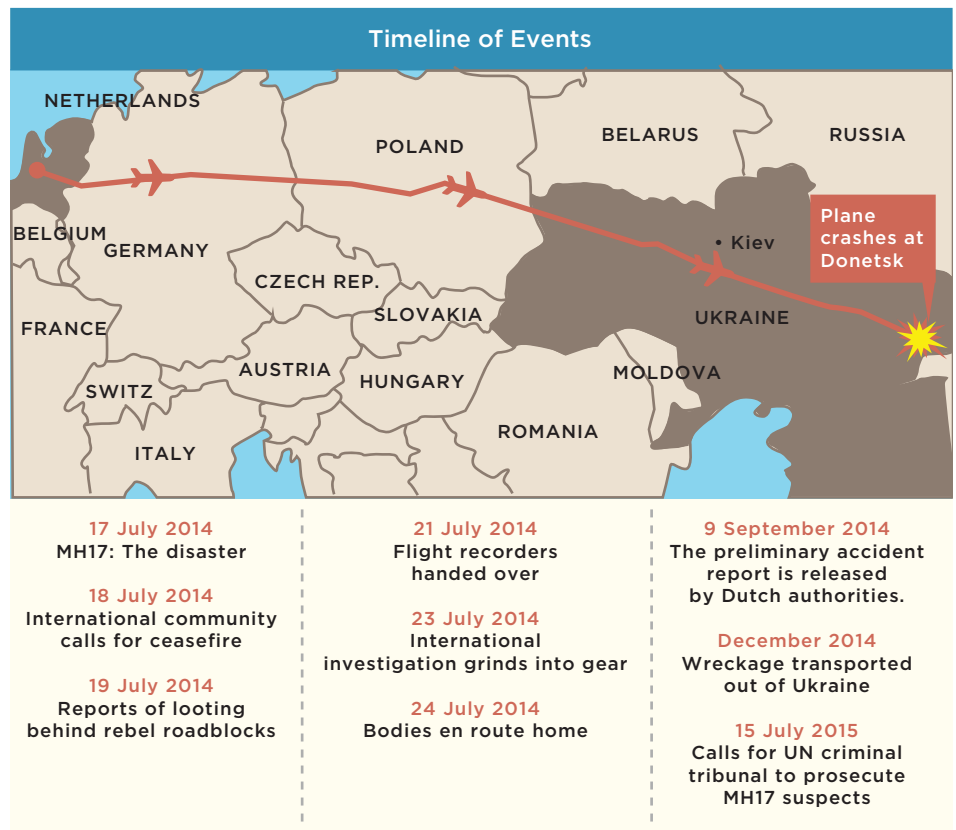 Timeline of Events
NETHERLANDS
POLAND
BELARUS
RUSSIA
Plane
crashes at
Donetsk
BELGIUM
GERMANY
• Kiev
CZECH REP.
SLOVAKIA
UKRAINE
FRANCE
AUSTRIA
HUNGARY
MOLDOVA
SWITZ
ROMANIA
ITALY
17 July 2014
MH17: The disaster
18 July 2014
International community
calls for ceasefire
19 July 2014
Reports of looting
behind rebel roadblocks
21 July 2014
Flight recorders
handed over
23 July 2014
International
investigation grinds into gear
24 July 2014
Bodies en route home
9 September 2014
The preliminary accident
report is released
by Dutch authorities.
December 2014
Wreckage transported
out of Ukraine
15 July 2015
Calls for UN criminal
tribunal to prosecute
MH17 suspects